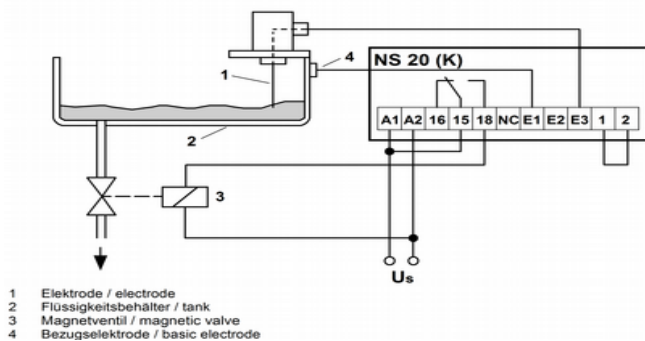 4
NS 20 (K)
1
A1 A2 16 15 18 NC E1 E2 E3 1 2
2
3
Us
1 Elektrode / electrode
2 Flüssigkeitsbehälter / tank
3 Magnetventil / magnetic valve
4 Bezugselektrode / basic electrode